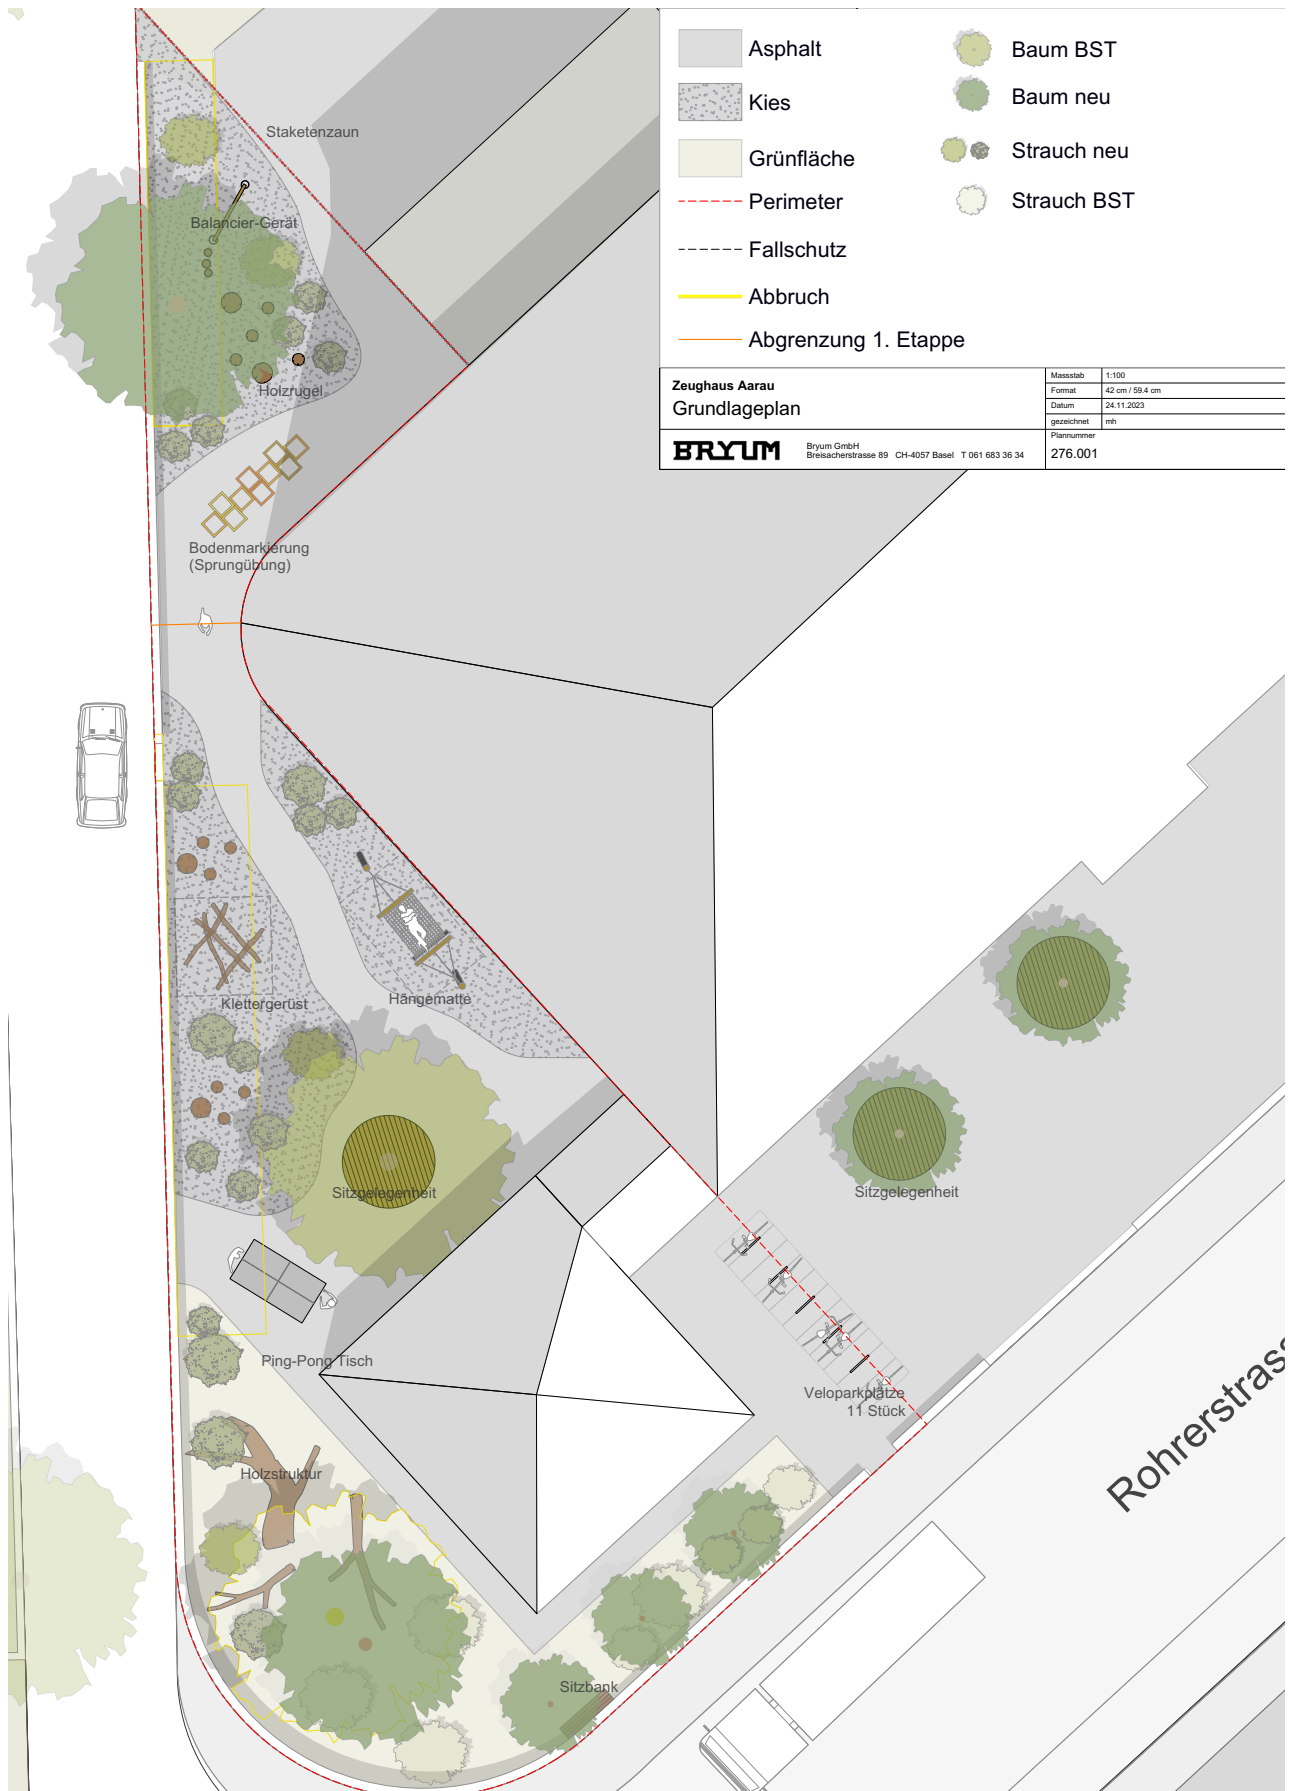 Asphalt
Kies
Grünfläche
Perimeter
Fallschutz
Abbruch
Abgrenzung 1. Etappe
Baum BST
Baum neu
Strauch neu
Strauch BST
Zeughaus Aarau
Grundlageplan
Massstab 1:100
Format 42 cm / 59.4 cm
Datum 24.11.2023
gezeichnet mh
Plannummer
276.001
BRYUM
Bryum GmbH
Breisacherstrasse 89 CH-4057 Basel T 061 683 36 34
Staketenzaun
Balancier-Gerät
Holzrugel
Bodenmarkierung
(Sprungübung)
Klettergerüst
Hängematte
Sitzgelegenheit
Sitzgelegenheit
Ping-Pong Tisch
Veloparkplätze
11 Stück
Holzstruktur
Sitzbank
Rohrerstrass